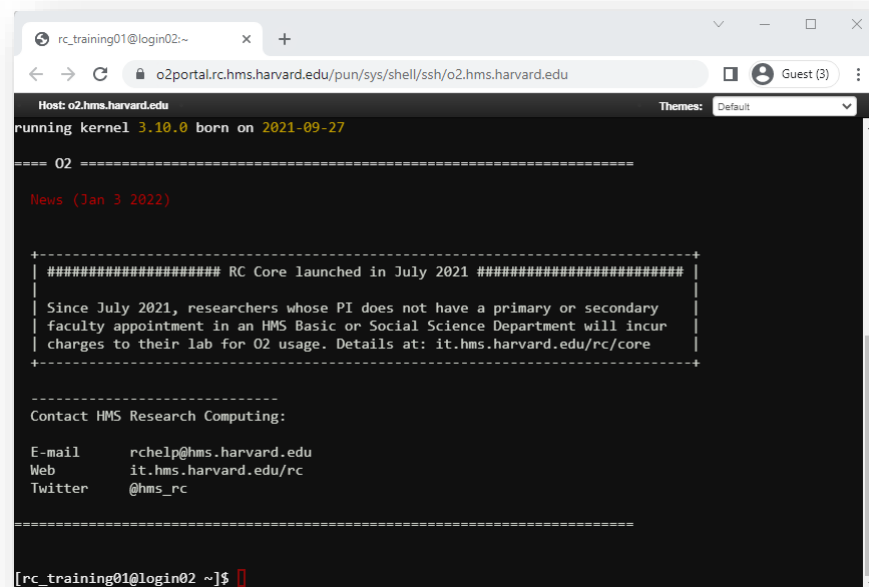 rc_training01@login02:~
o2portal.rc.hms.harvard.edu/pun/sys/shell/ssh/o2.hms.harvard.edu
Guest (3)
Host: o2.hms.harvard.edu
Themes: Default
running kernel 3.10.0 born on 2021-09-27
==== O2 ===================================================================
News (Jan 3 2022)
+-------------------------------------------------------------------------------+
| ##################### RC Core launched in July 2021 ######################### |
| |
| Since July 2021, researchers whose PI does not have a primary or secondary |
| faculty appointment in an HMS Basic or Social Science Department will incur |
| charges to their lab for O2 usage. Details at: it.hms.harvard.edu/rc/core |
+-------------------------------------------------------------------------------+
------------------------------
Contact HMS Research Computing:
E-mail rchelp@hms.harvard.edu
Web it.hms.harvard.edu/rc
Twitter @hms_rc
===========================================================================
[rc_training01@login02 ~]$